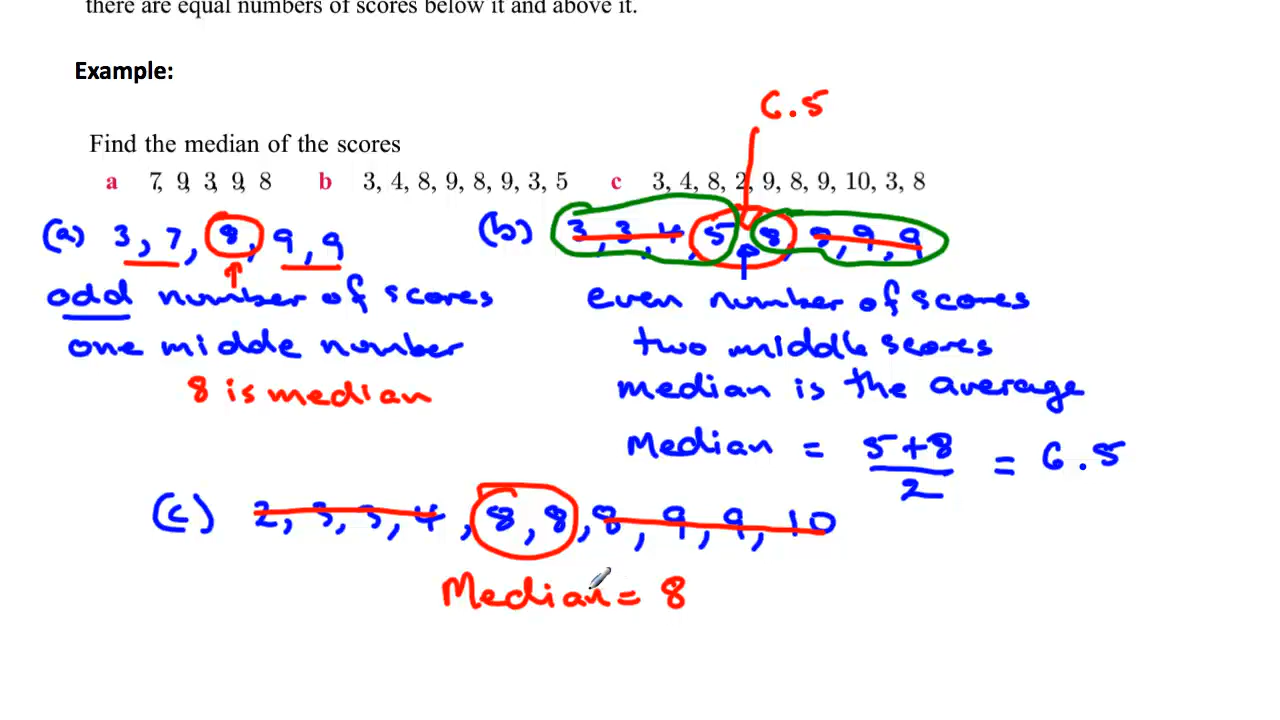 there are equal numbers of scores below it and above it.
Example:
6.5
Find the median of the scores
a 7, 9, 3, 9, 8 b 3, 4, 8, 9, 8, 9, 3, 5 c 3, 4, 8, 2, 9, 8, 9, 10, 3, 8
(a) 3, 7, 8, 9, 9
odd number of scores
one midde number
8 is median
(b) 3, 3, 4, 5, 8, 8, 9, 9
even number of scores
two middle scores
median is the average
Median = 5+8/2 = 6.5
(c) 2, 3, 3, 4, 8, 8, 8, 9, 9, 10
Median = 8